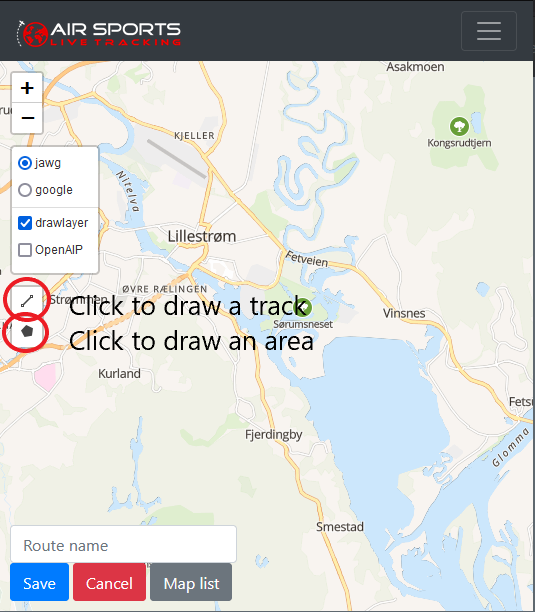 AIR SPORTS
LIVE TRACKING
Asakmoen
+
−
KJELLER
Kongsrudtjern
jawg
google
Nitelva
drawlayer
OpenAIP
Lillestrøm
Fetveien
ØVRE RÆLINGEN
Strømmen
Click to draw a track
Sørumsneset
Vinsnes
Click to draw an area
Kurland
Fetsu
Fjerdingby
Glomma
Smestad
Route name
Save
Cancel
Map list